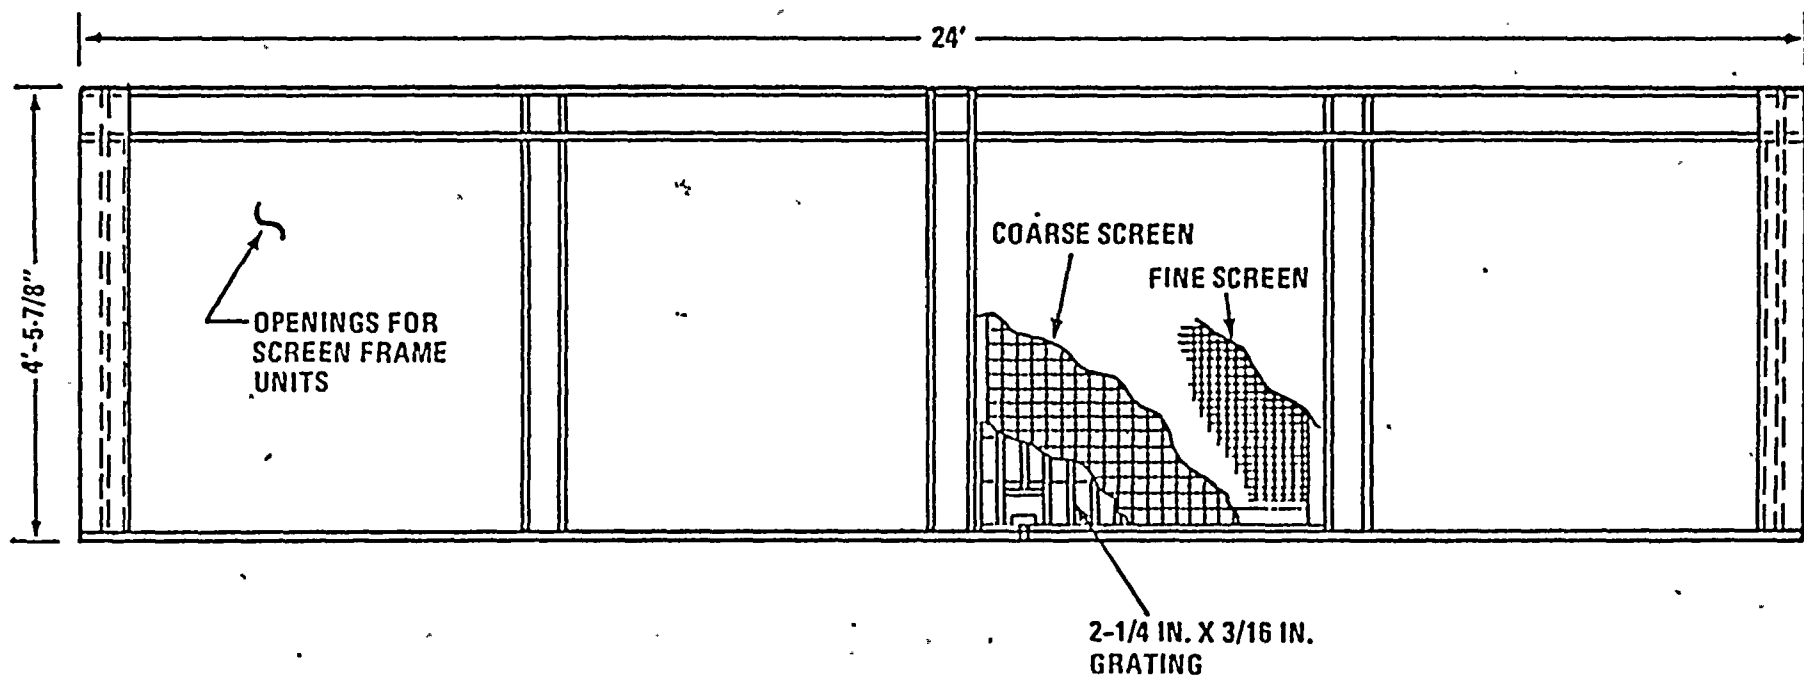 24'
4'-5-7/8"
COARSE SCREEN
FINE SCREEN
OPENINGS FOR
SCREEN FRAME
UNITS
2-1/4 IN. X 3/16 IN.
GRATING